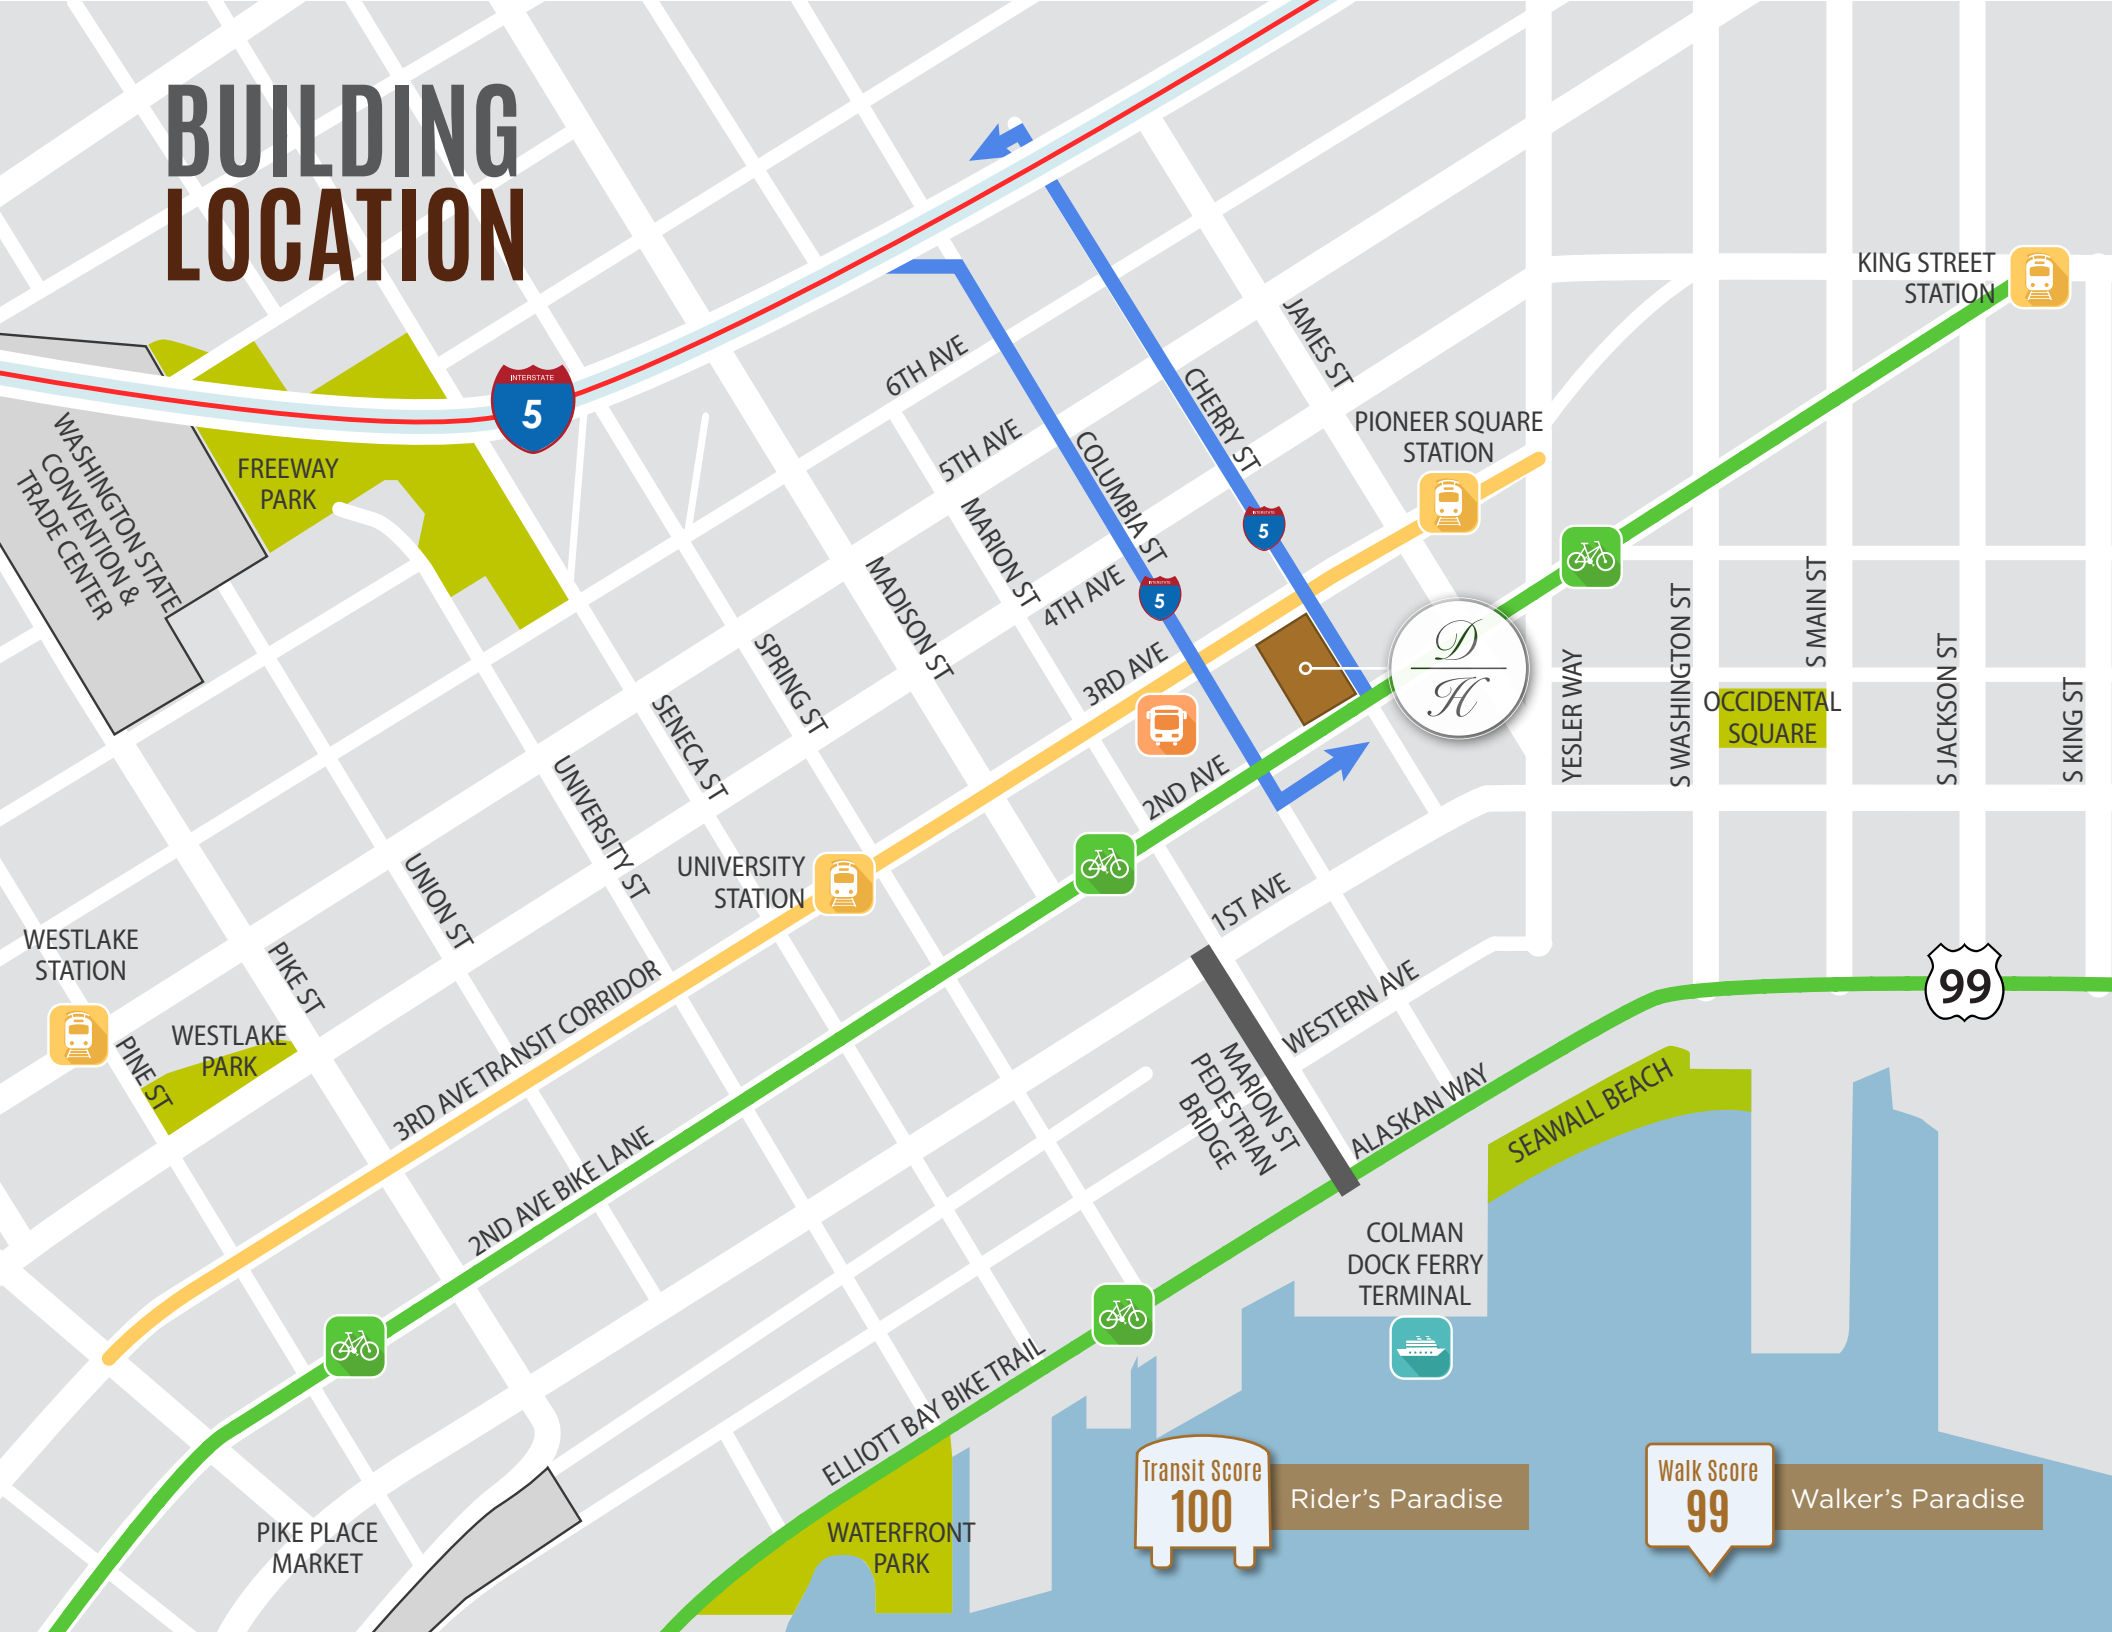 BUILDING
LOCATION
KING STREET
STATION
JAMES ST
6TH AVE
CHERRY ST
INTERSTATE
5
WASHINGTON STATE
CONVENTION &
TRADE CENTER
FREEWAY
PARK
5TH AVE
COLUMBIA ST
PIONEER SQUARE
STATION
MARION ST
5
5
4TH AVE
MADISON ST
3RD AVE
D
H
SPRING ST
SENECA ST
UNIVERSITY ST
2ND AVE
YESLER WAY
S WASHINGTON ST
S MAIN ST
OCCIDENTAL
SQUARE
S JACKSON ST
S KING ST
UNION ST
UNIVERSITY
STATION
1ST AVE
WESTLAKE
STATION
PIKE ST
WESTERN AVE
99
3RD AVE TRANSIT CORRIDOR
PINE ST
WESTLAKE
PARK
MARION ST
PEDESTRIAN
BRIDGE
ALASKAN WAY
SEAWALL BEACH
2ND AVE BIKE LANE
COLMAN
DOCK FERRY
TERMINAL
ELLIOTT BAY BIKE TRAIL
PIKE PLACE
MARKET
WATERFRONT
PARK
Transit Score
100
Rider's Paradise
Walk Score
99
Walker's Paradise